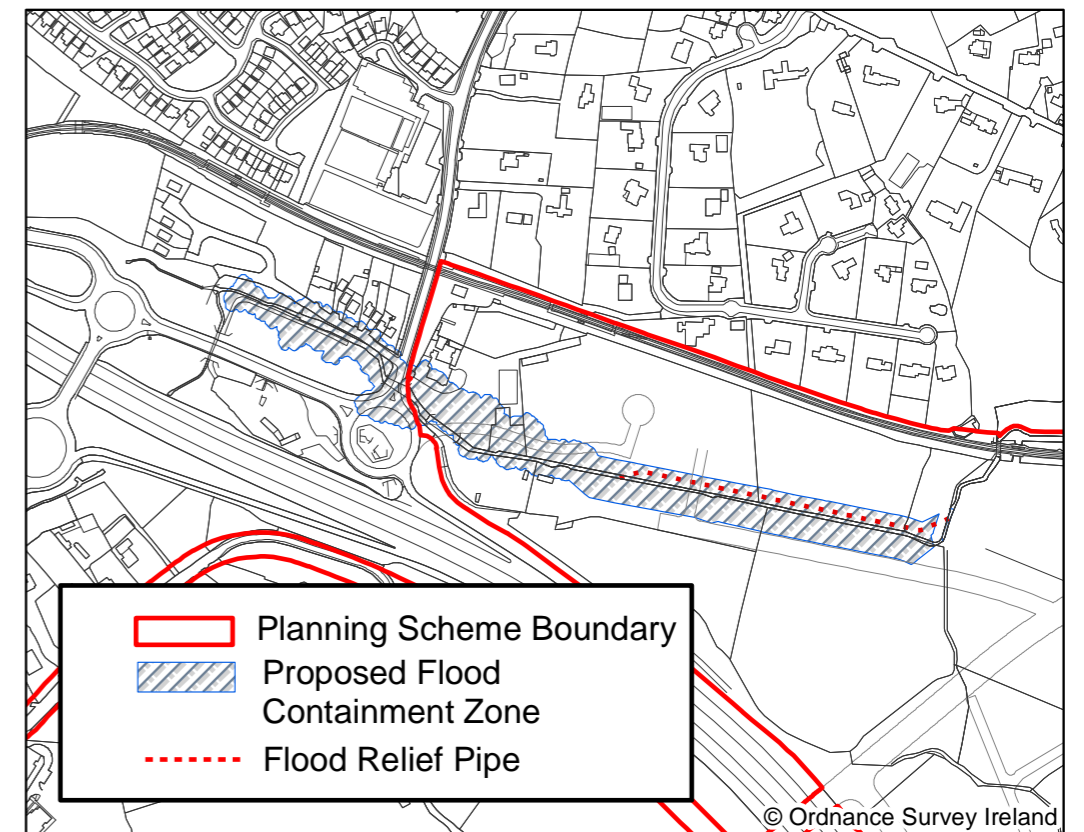 Planning Scheme Boundary
Proposed Flood
Containment Zone
Flood Relief Pipe
© Ordnance Survey Ireland